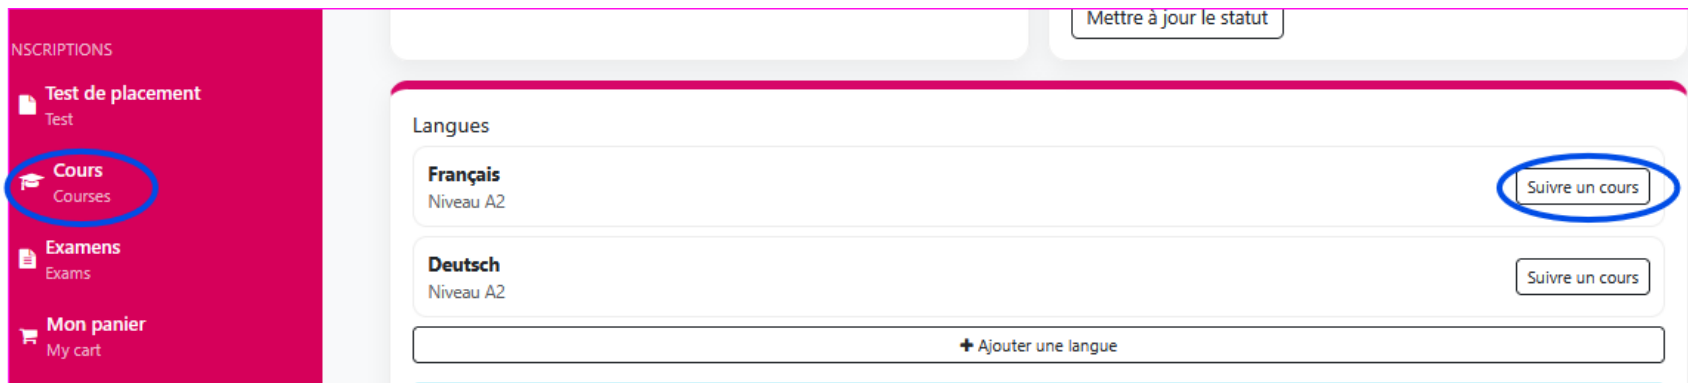 NSCRIPTIONS
Test de placement
Test
Cours
Courses
Examens
Exams
Mon panier
My cart
Mettre à jour le statut
Langues
Français
Niveau A2
Suivre un cours
Deutsch
Niveau A2
Suivre un cours
+ Ajouter une langue